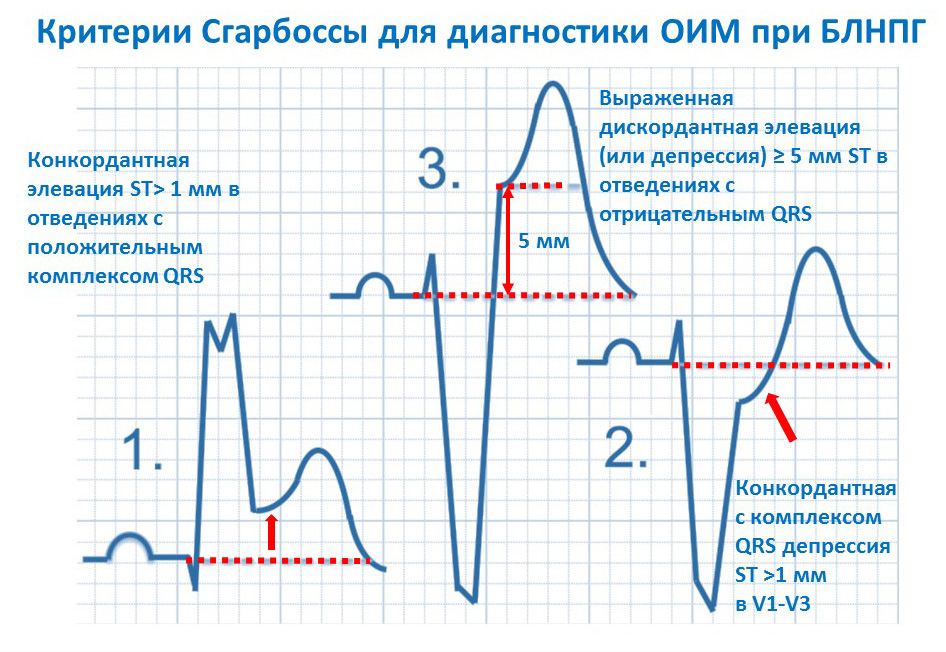 Критерии Сгарбоссы для диагностики ОИМ при БЛНПГ
Конкордантная
элевация ST> 1 мм в
отведениях с
положительным
комплексом QRS
1.
3.
5 мм
Выраженная
дискордантная элевация
(или депрессия) ≥ 5 мм ST в
отведениях с
отрицательным QRS
2.
Конкордантная
с комплексом
QRS депрессия
ST >1 мм
в V1-V3